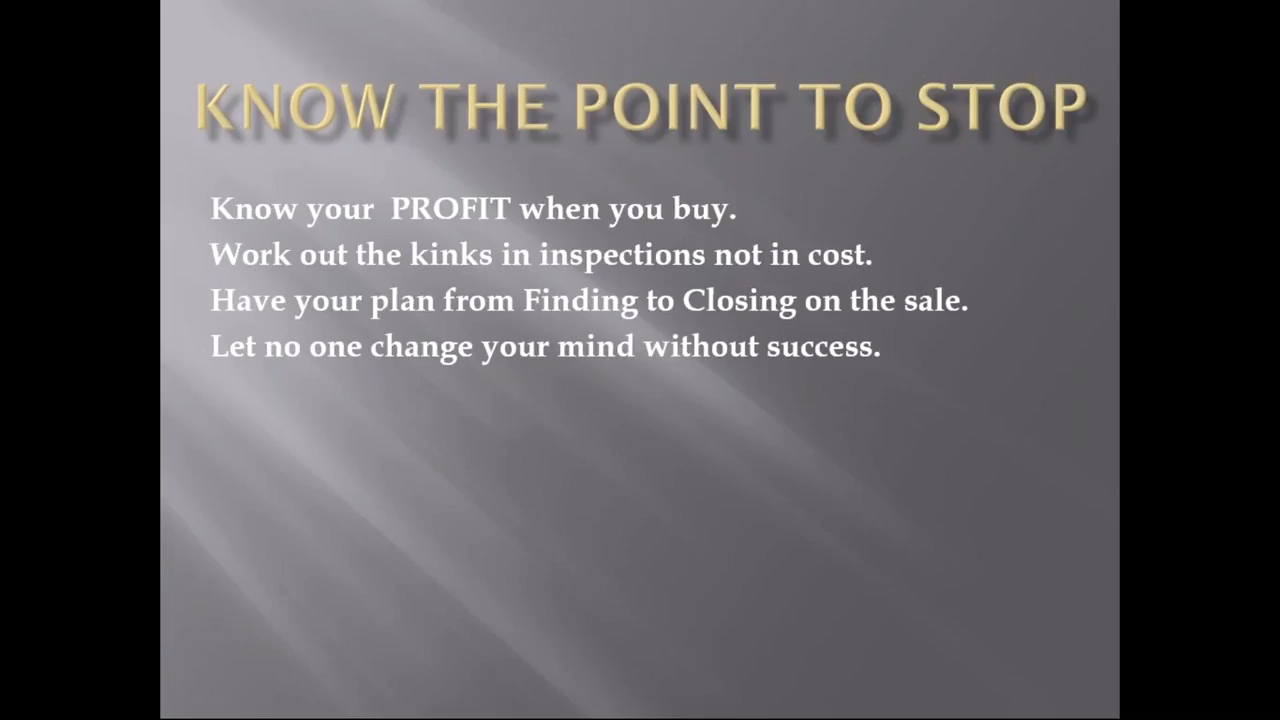 KNOW THE POINT TO STOP
Know your  PROFIT when you buy.
Work out the kinks in inspections not in cost.
Have your plan from Finding to Closing on the sale.
Let no one change your mind without success.